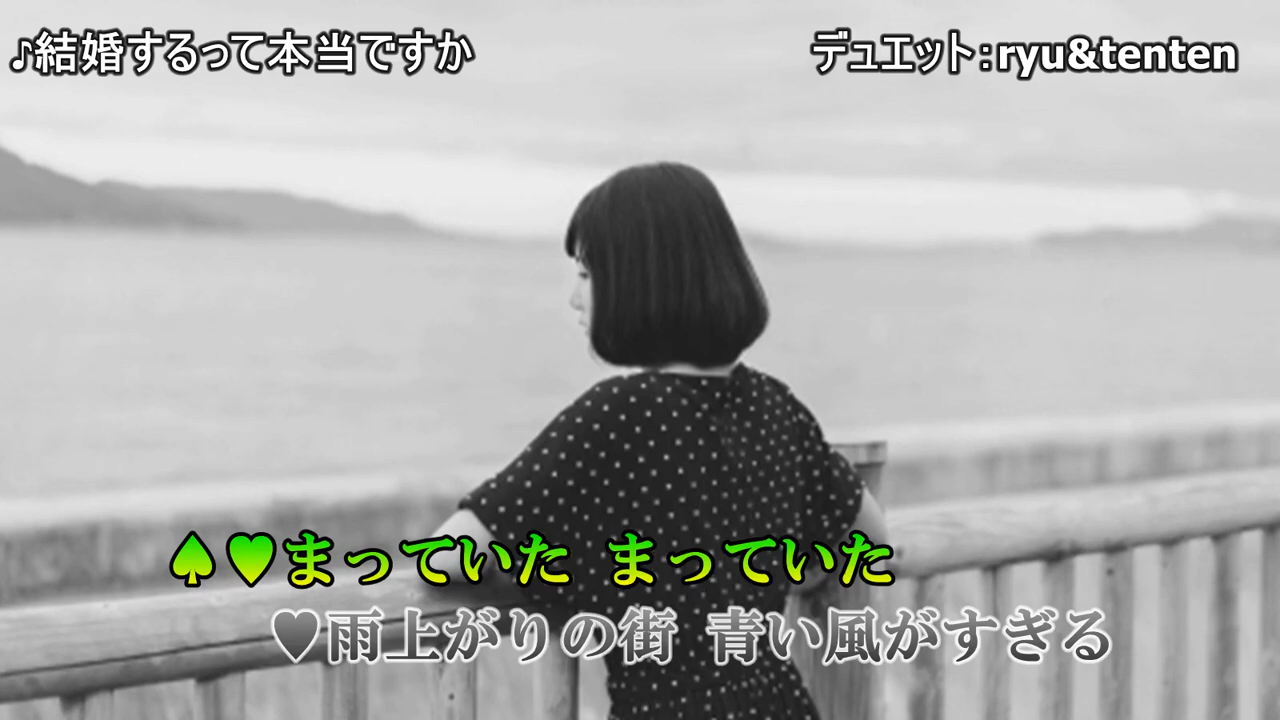 ♪結婚するって本当ですか
デュエット:ryu&tenten
♠♥まっていた まっていた
♥雨上がりの街 青い風がすぎる